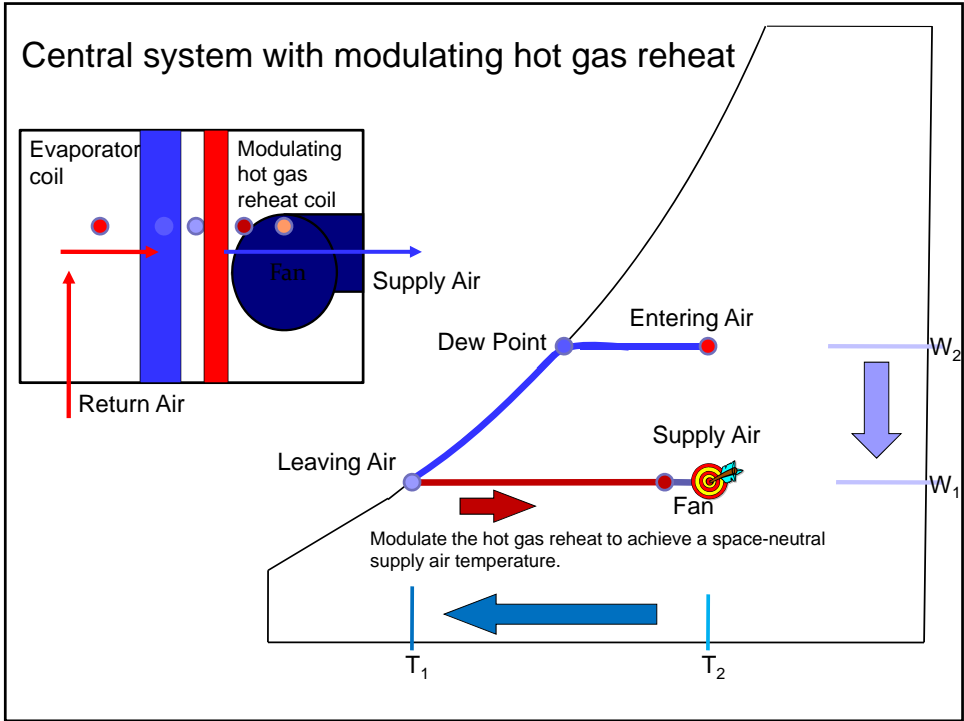 Central system with modulating hot gas reheat
Evaporator
coil
Modulating
hot gas
reheat coil
Fan
Supply Air
Return Air
Dew Point
Entering Air
W₂
Leaving Air
Supply Air
W₁
Fan
Modulate the hot gas reheat to achieve a space-neutral
supply air temperature.
T₁
T₂